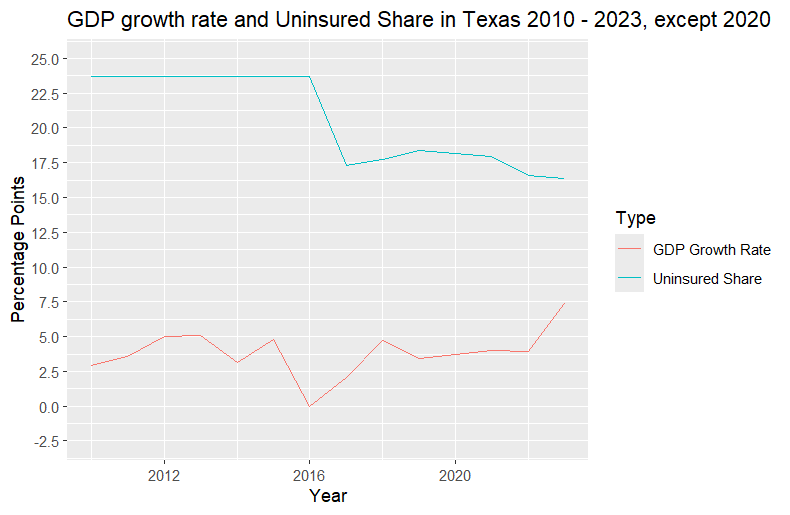 GDP growth rate and Uninsured Share in Texas 2010 - 2023, except 2020
25.0
22.5
20.0
17.5
15.0
12.5
10.0
7.5
5.0
2.5
0.0
-2.5
Percentage Points
2012 2016 2020
Year
Type
GDP Growth Rate
Uninsured Share